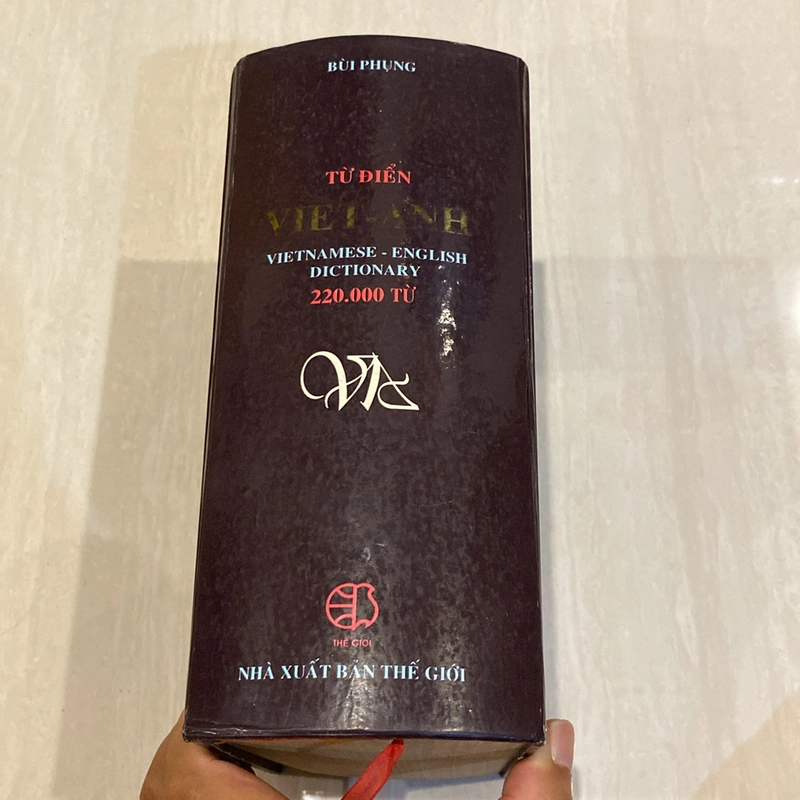 BÙI PHỤNG
TỪ ĐIỂN
VIỆT-ANH
VIETNAMESE - ENGLISH
DICTIONARY
220.000 TỪ
VA
THẾ GIỚI
NHÀ XUẤT BẢN THẾ GIỚI